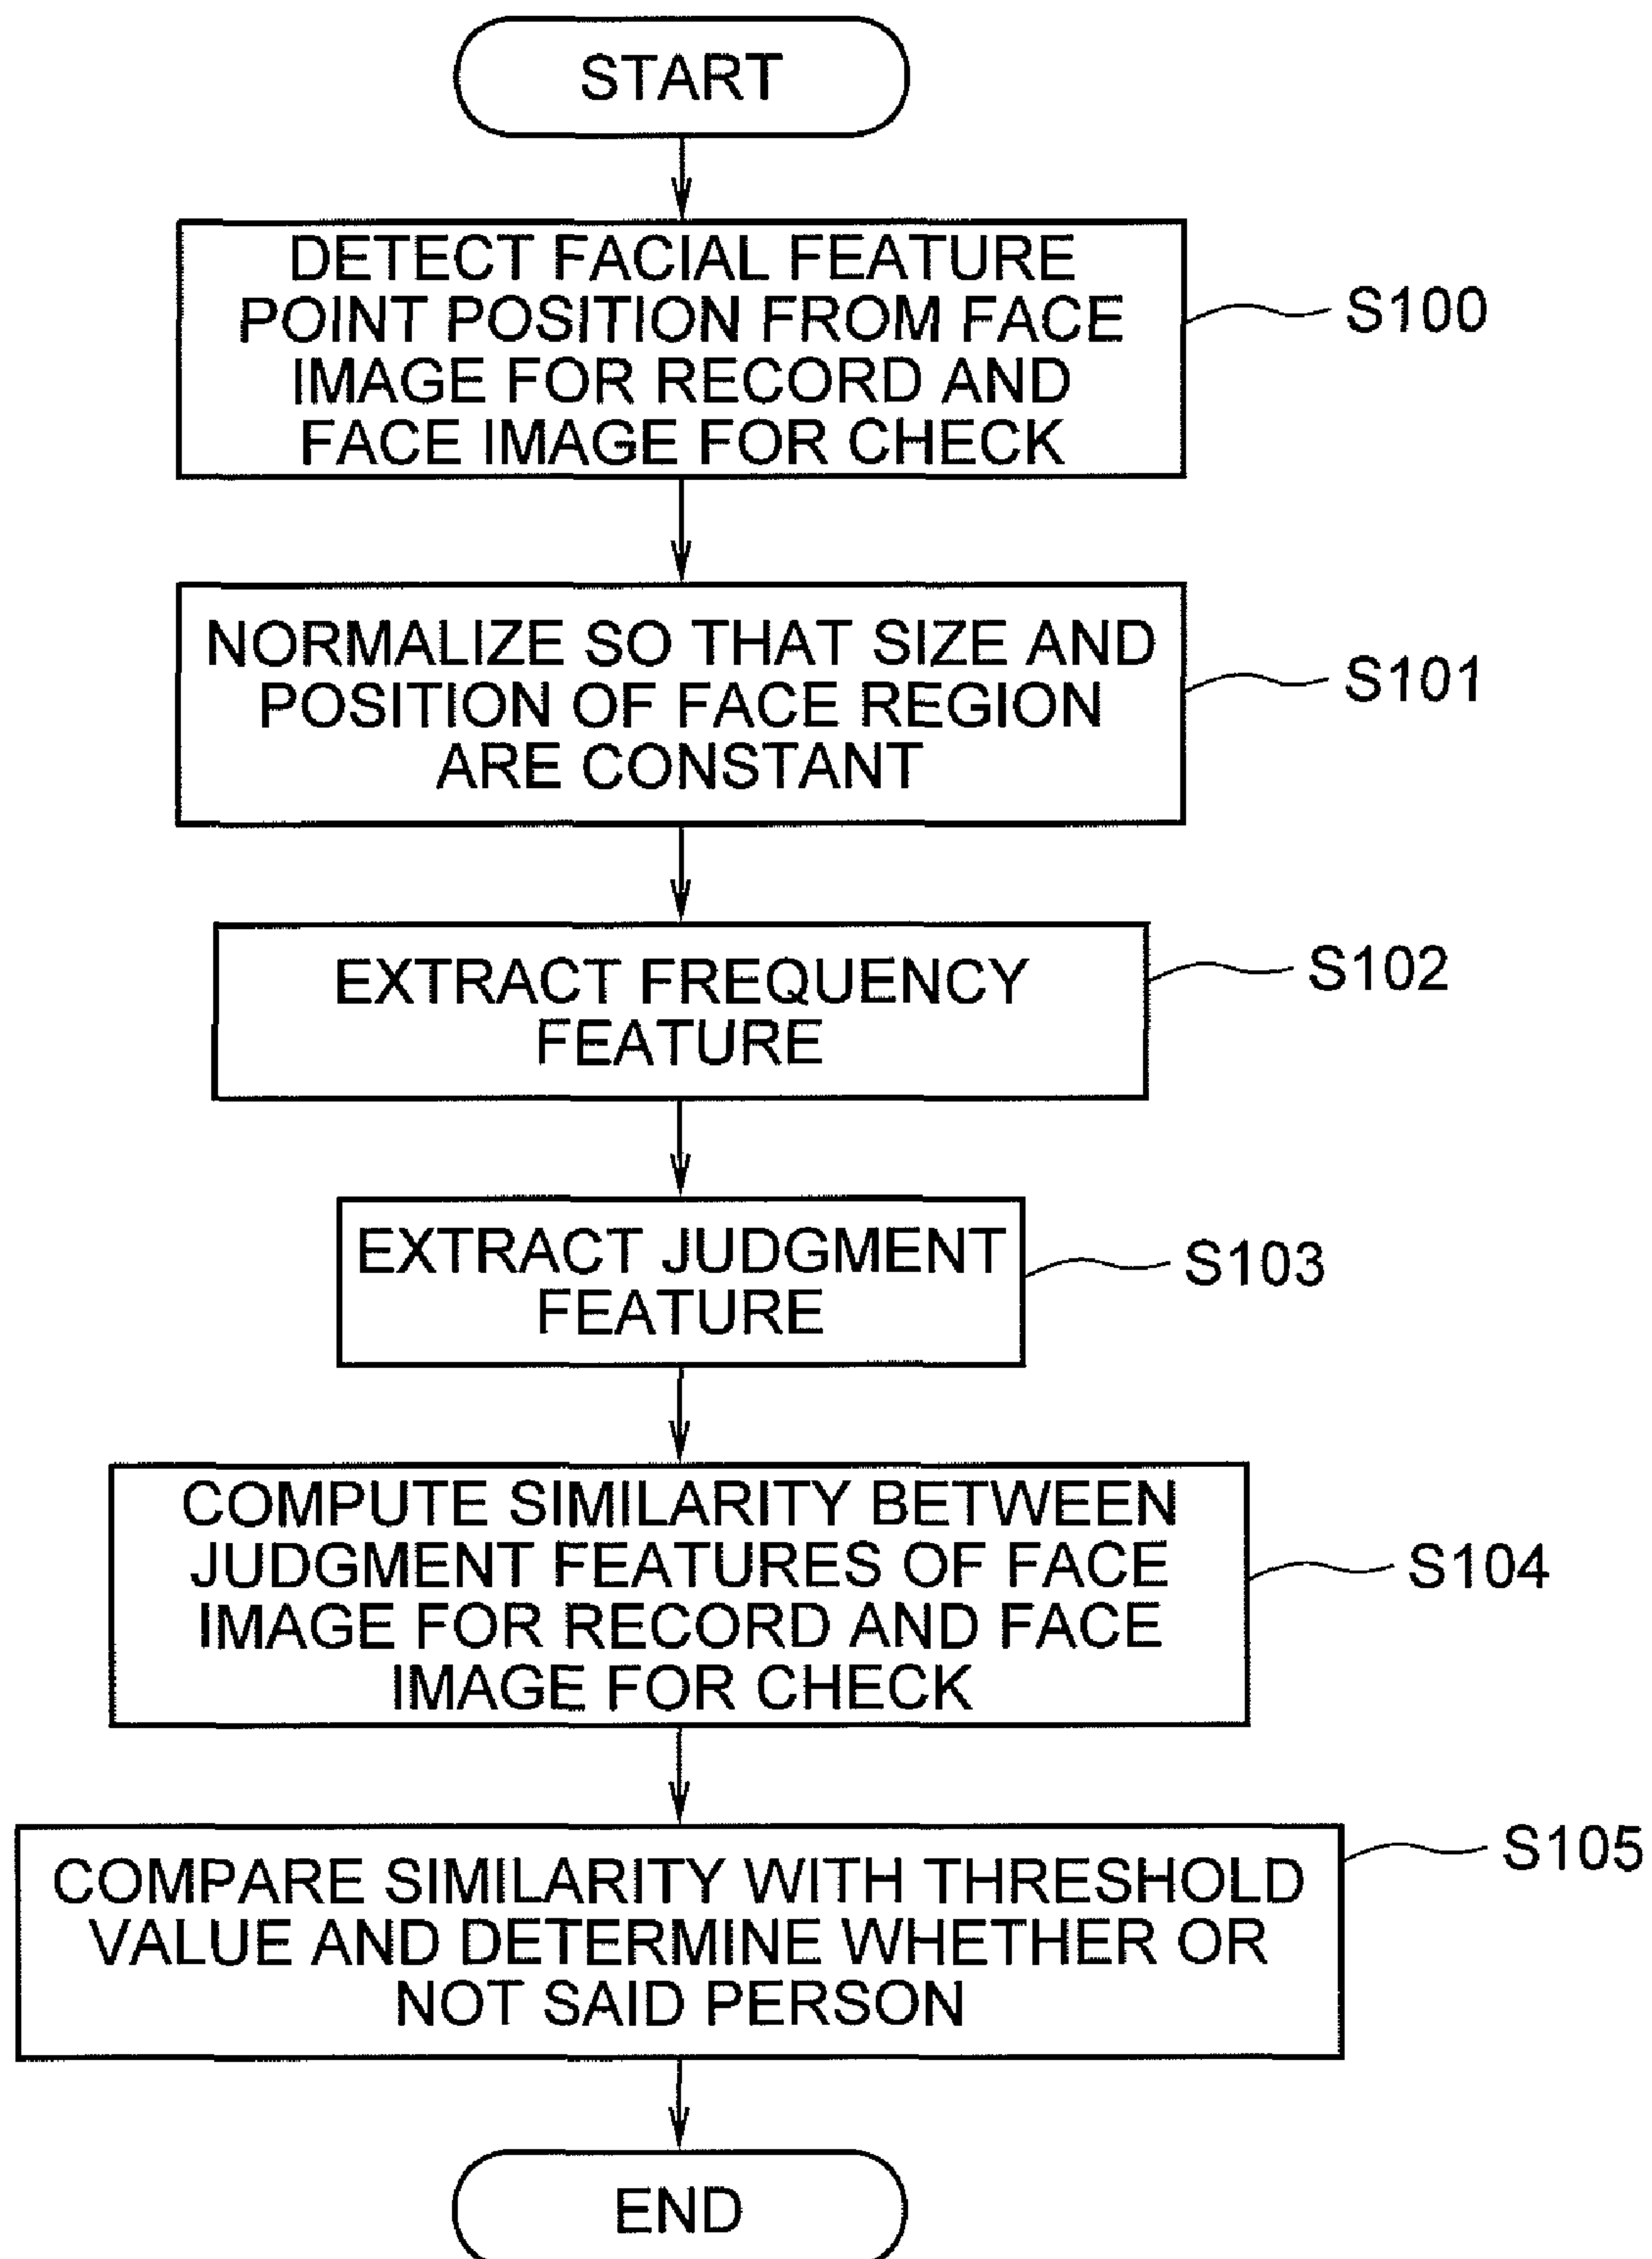 START
DETECT FACIAL FEATURE
POINT POSITION FROM FACE
IMAGE FOR RECORD AND
FACE IMAGE FOR CHECK
S100
NORMALIZE SO THAT SIZE AND
POSITION OF FACE REGION
ARE CONSTANT
S101
EXTRACT FREQUENCY
FEATURE
S102
EXTRACT JUDGMENT
FEATURE
S103
COMPUTE SIMILARITY BETWEEN
JUDGMENT FEATURES OF FACE
IMAGE FOR RECORD AND FACE
IMAGE FOR CHECK
S104
COMPARE SIMILARITY WITH THRESHOLD
VALUE AND DETERMINE WHETHER OR
NOT SAID PERSON
S105
END